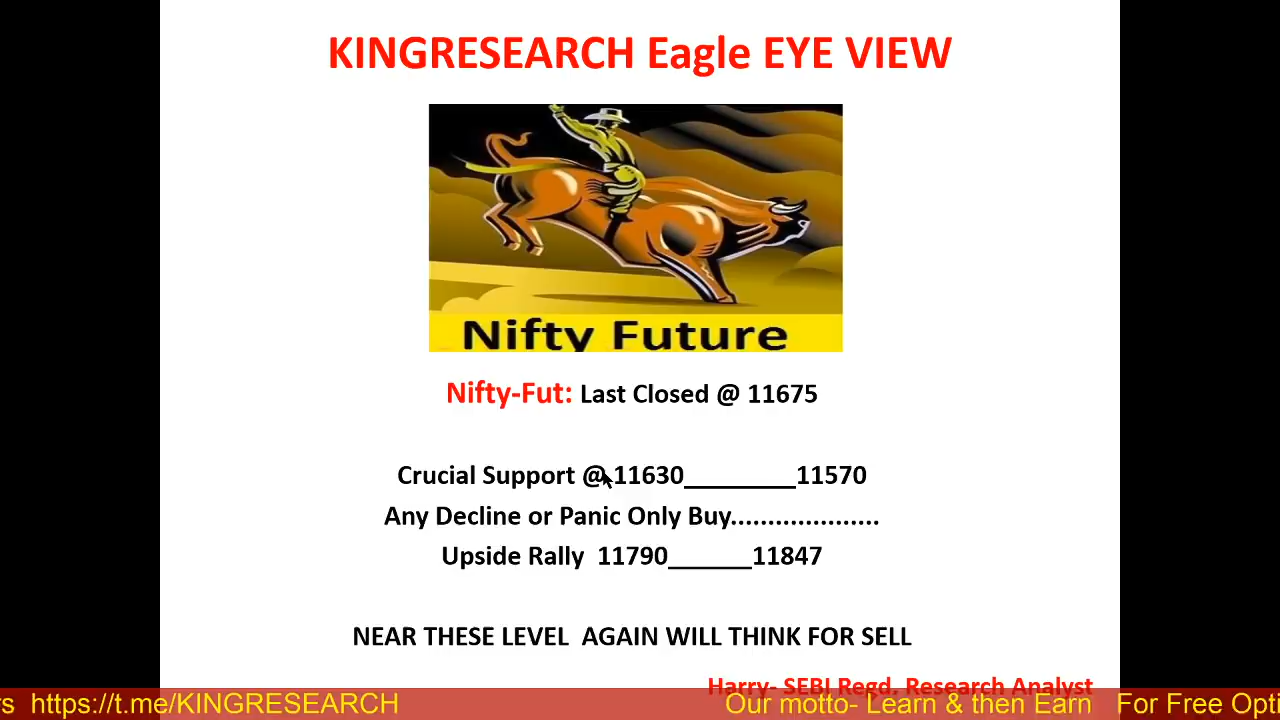 KINGRESEARCH Eagle EYE VIEW
Nifty Future
Nifty-Fut: Last Closed @ 11675
Crucial Support @ 11630________11570
Any Decline or Panic Only Buy....................
Upside Rally 11790______11847
NEAR THESE LEVEL AGAIN WILL THINK FOR SELL
Harry- SEBI Regd, Research Analyst
https://t.me/KINGRESEARCH Our motto- Learn & then Earn For Free